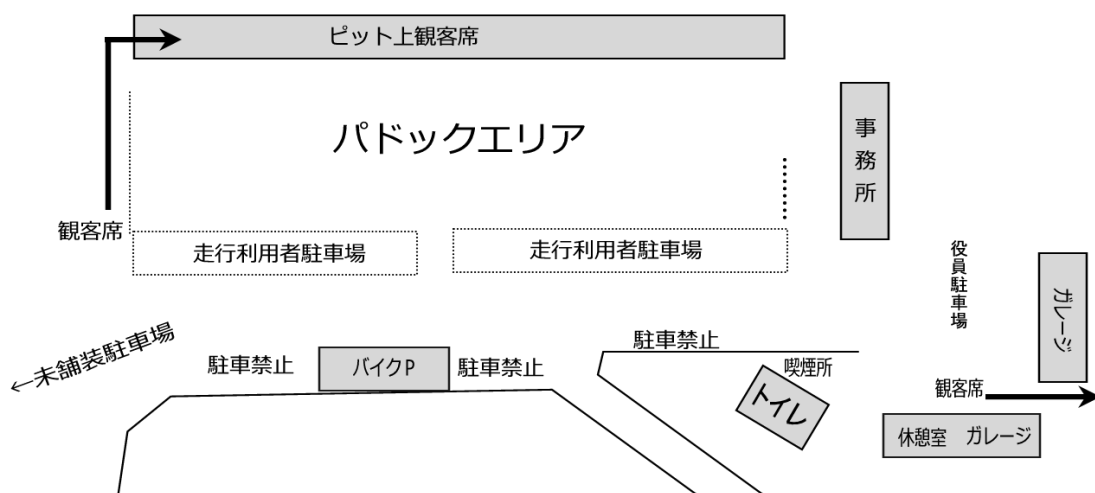 ピット上観客席
パドックエリア
事務所
観客席
走行利用者駐車場
走行利用者駐車場
役員駐車場
ガレージ
←未舗装駐車場
駐車禁止
バイクP
駐車禁止
駐車禁止
喫煙所
トイレ
観客席
休憩室 ガレージ